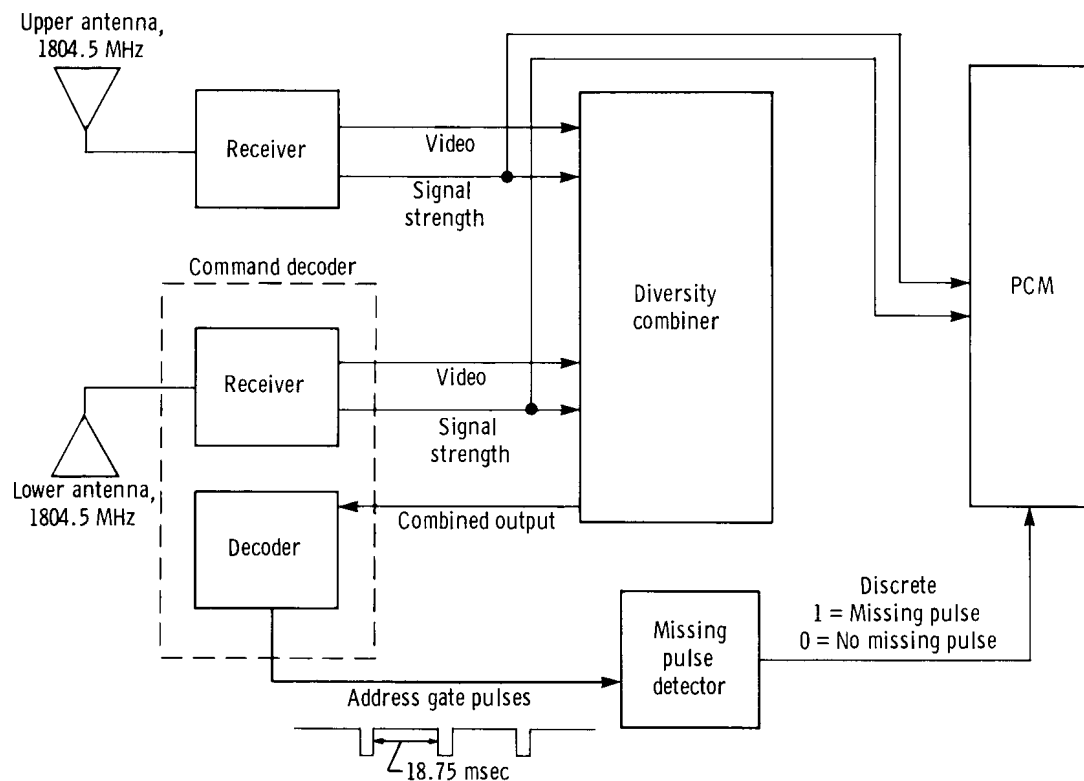 Upper antenna,
1804.5 MHz
Receiver
Video
Signal
strength
Command decoder
Diversity
combiner
PCM
Receiver
Video
Signal
strength
Lower antenna,
1804.5 MHz
Combined output
Decoder
Discrete
1 = Missing pulse
0 = No missing pulse
Missing
pulse
detector
Address gate pulses
18.75 msec